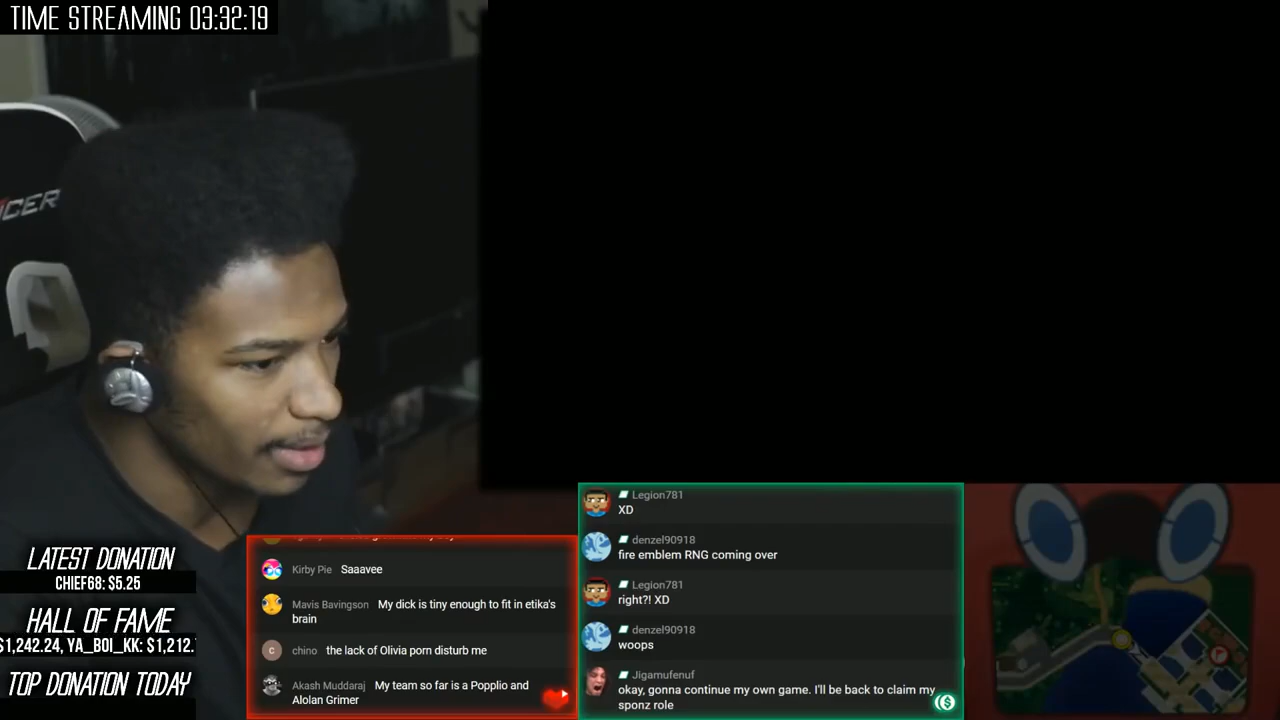 TIME STREAMING 03:32:19
CER
LATEST DONATION
CHIEF68: $5.25
HALL OF FAME
$1,242.24, YA_BOI_KK: $1,212.
TOP DONATION TODAY
Kirby Pie Saaavee
Mavis Bavingson My dick is tiny enough to fit in etika's
brain
chino the lack of Olivia porn disturb me
Akash Muddaraj My team so far is a Popplio and
Alolan Grimer
Legion781
XD
denzel90918
fire emblem RNG coming over
Legion781
right?! XD
denzel90918
woops
Jigamufenuf
okay, gonna continue my own game. I'll be back to claim my
sponz role